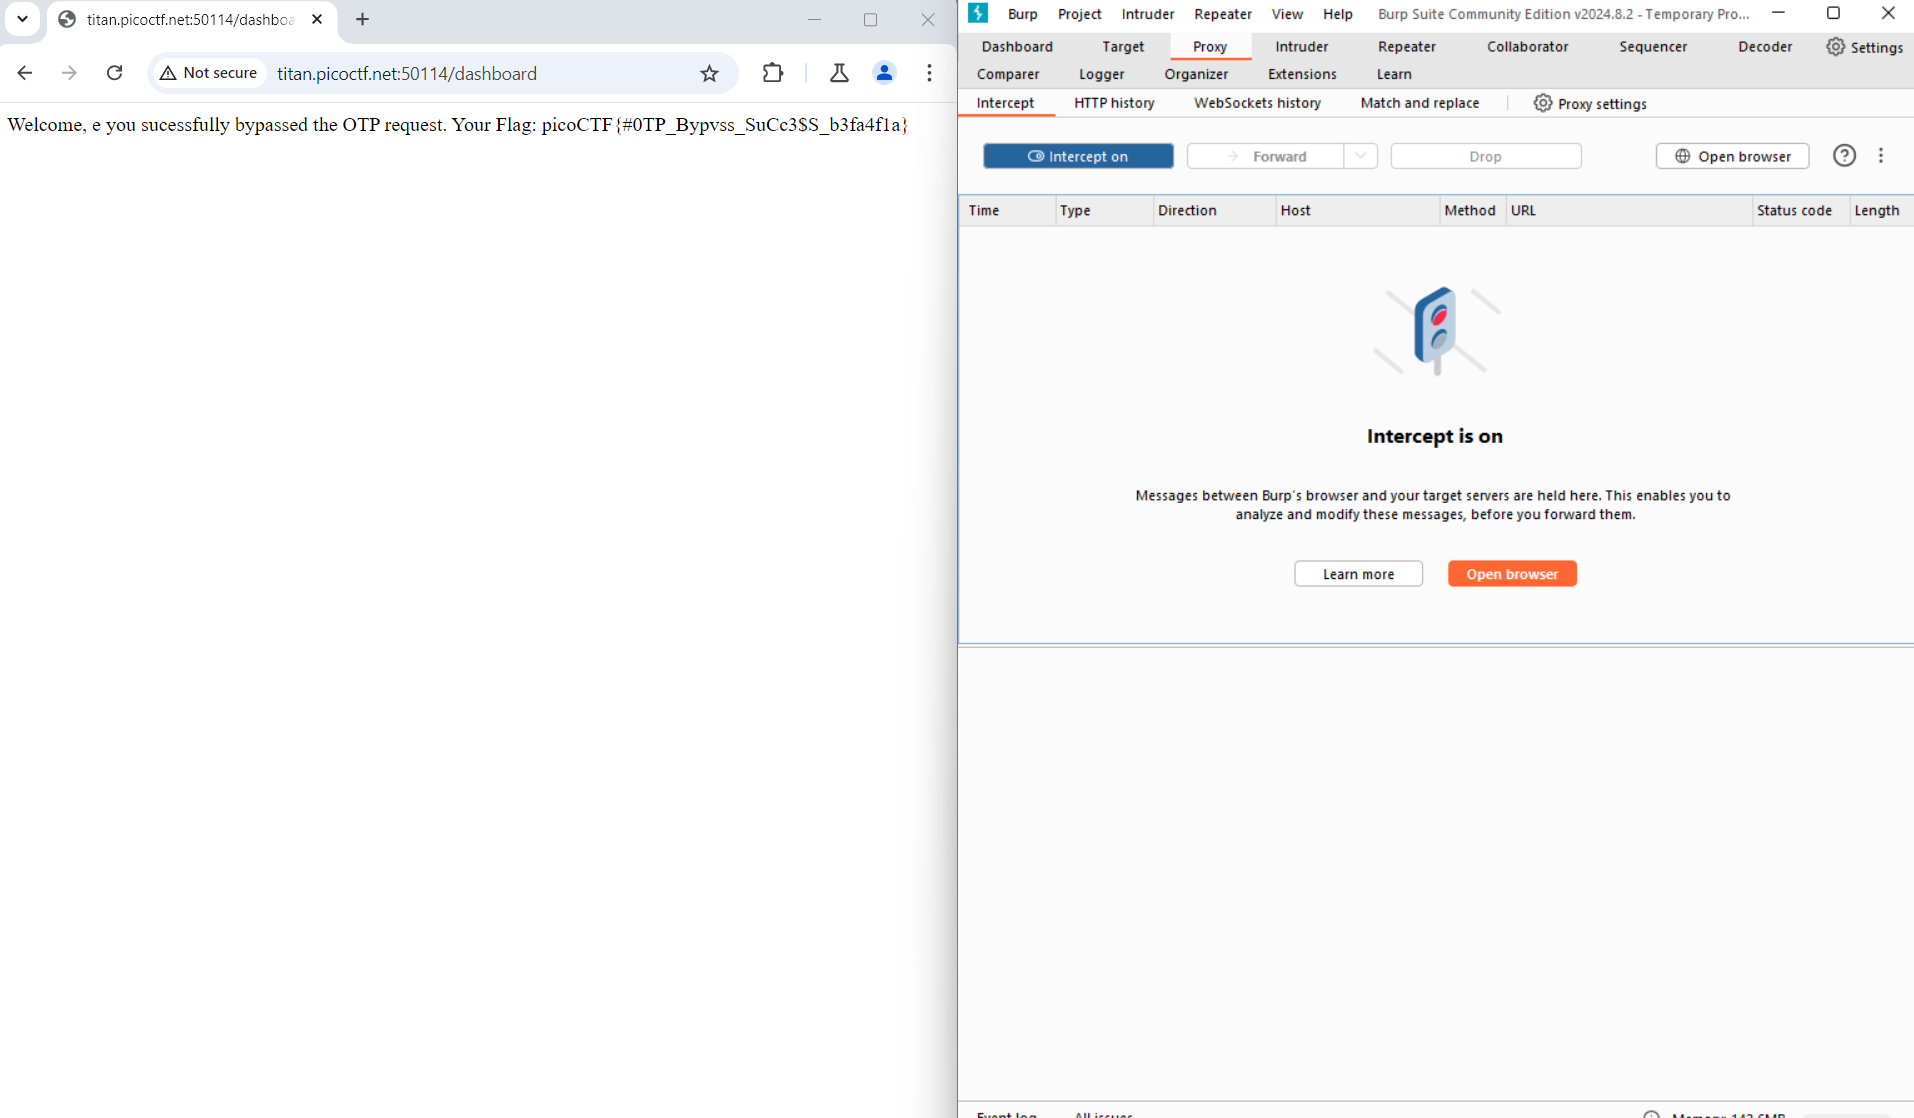 titan.picoctf.net:50114/dashboa
Not secure
titan.picoctf.net:50114/dashboard
Welcome, e you sucessfully bypassed the OTP request. Your Flag: picoCTF{#0TP_Bypvss_SuCc3$S_b3fa4f1a}
Burp Project Intruder Repeater View Help Burp Suite Community Edition v2024.8.2 - Temporary Pro...
Dashboard Target Proxy Intruder Repeater Collaborator Sequencer Decoder Settings
Comparer Logger Organizer Extensions Learn
Intercept HTTP history WebSockets history Match and replace Proxy settings
Intercept on Forward Drop Open browser
Time Type Direction Host Method URL Status code Length
Intercept is on
Messages between Burp's browser and your target servers are held here. This enables you to
analyze and modify these messages, before you forward them.
Learn more Open browser
Event log All issues Memory: 142.6MB